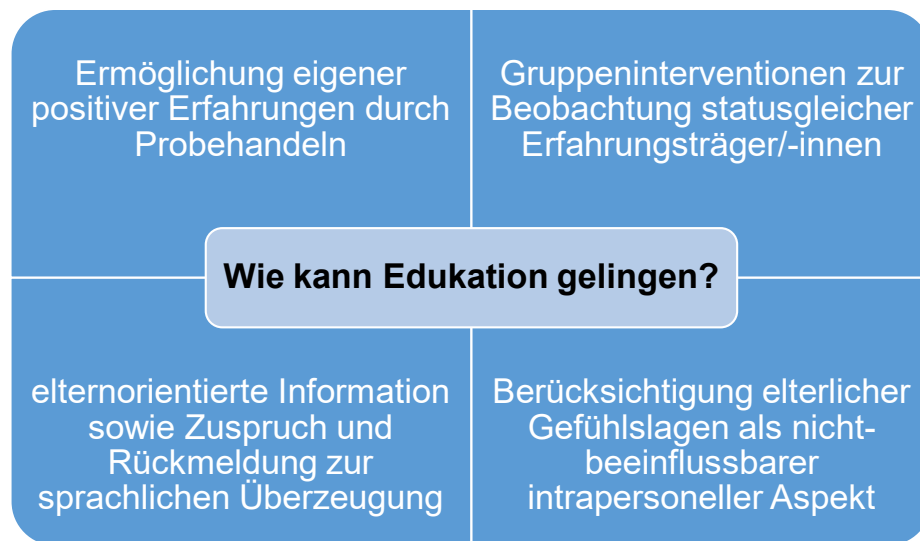 Ermöglichung eigener
positiver Erfahrungen durch
Probehandeln
Gruppeninterventionen zur
Beobachtung statusgleicher
Erfahrungsträger/-innen
Wie kann Edukation gelingen?
elternorientierte Information
sowie Zuspruch und
Rückmeldung zur
sprachlichen Überzeugung
Berücksichtigung elterlicher
Gefühlslagen als nicht-
beeinflussbarer
intrapersoneller Aspekt